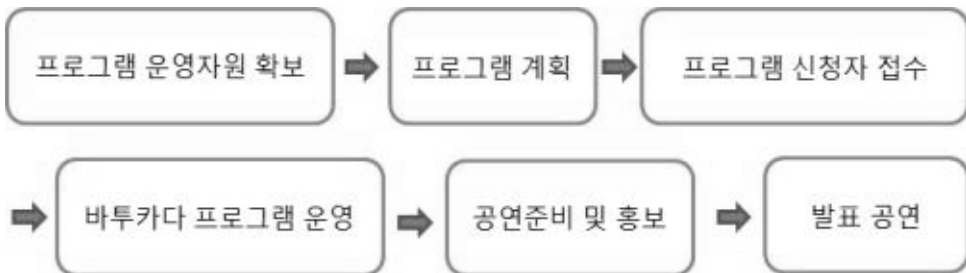 프로그램 운영자원 확보
프로그램 계획
프로그램 신청자 접수
바투카다 프로그램 운영
공연준비 및 홍보
발표 공연